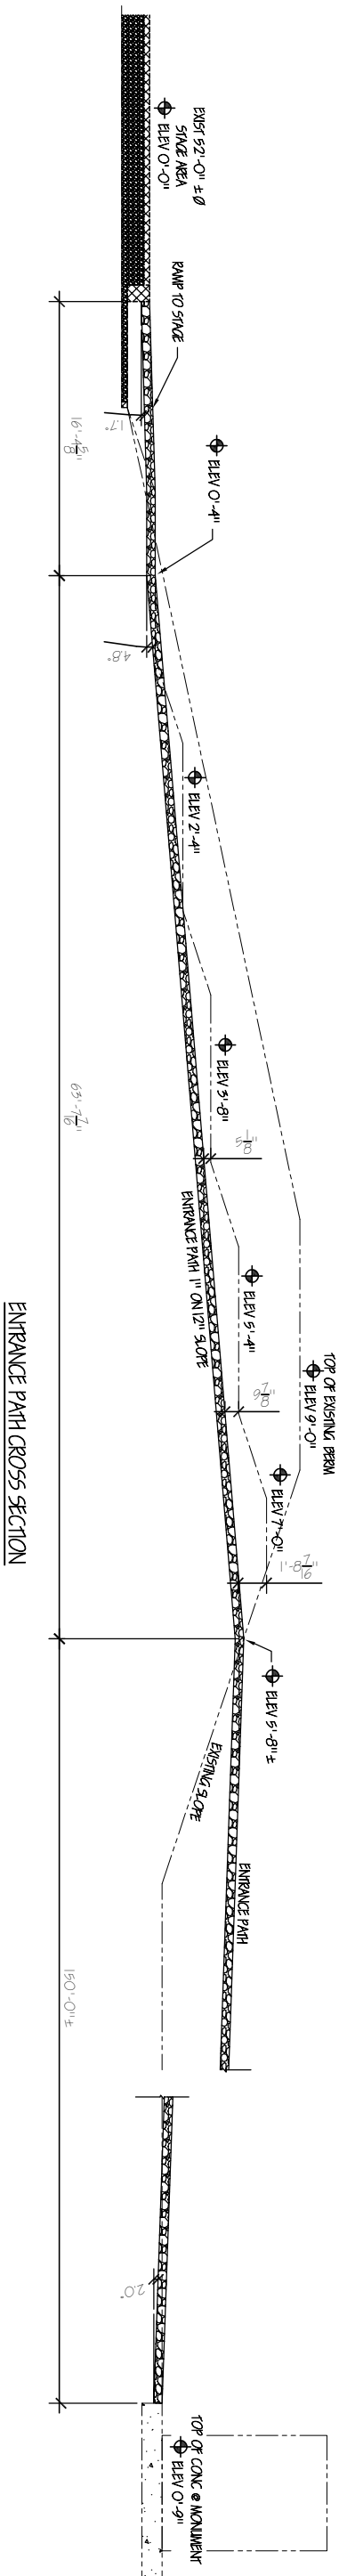 EXIST 52'-0" ± Ø
STAGE AREA
ELEV 0'-0"
RAMP TO STAGE
1.7°
16'-4 5/8"
ELEV 0'-4"
4.8°
ELEV 2'-4"
ELEV 3'-8"
5 1/8"
63'-7 7/16"
ENTRANCE PATH 1" ON 12" SLOPE
ELEV 5'-4"
9 7/8"
TOP OF EXISTING BERM
ELEV 9'-0"
ELEV 7'-0"
1'-8 7/16"
ELEV 5'-8" ±
EXISTING SLOPE
ENTRANCE PATH
150'-0" ±
2.0°
TOP OF CONC @ MONUMENT
ELEV 0'-9"
ENTRANCE PATH CROSS SECTION